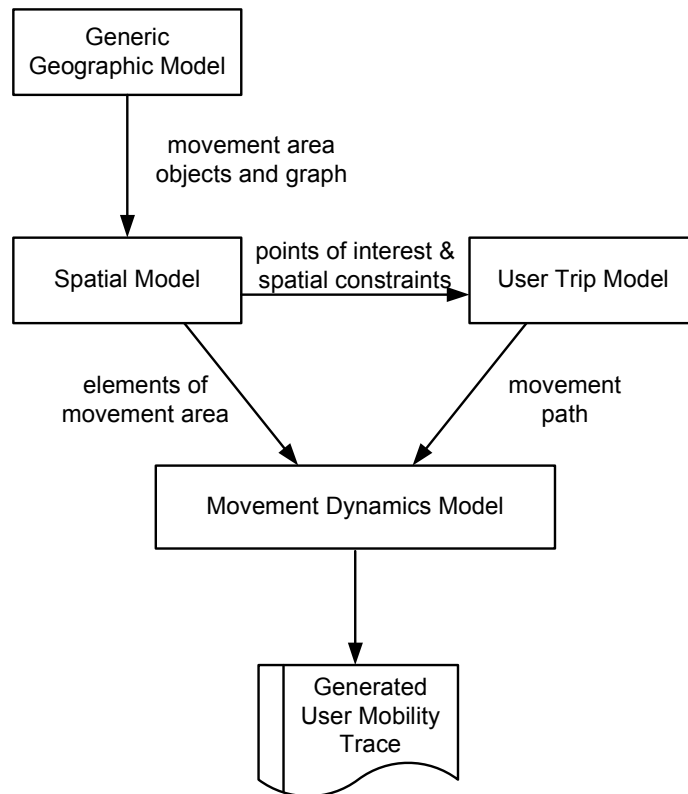 Generic
Geographic Model
movement area
objects and graph
Spatial Model
points of interest &
spatial constraints
User Trip Model
elements of
movement area
movement
path
Movement Dynamics Model
Generated
User Mobility
Trace